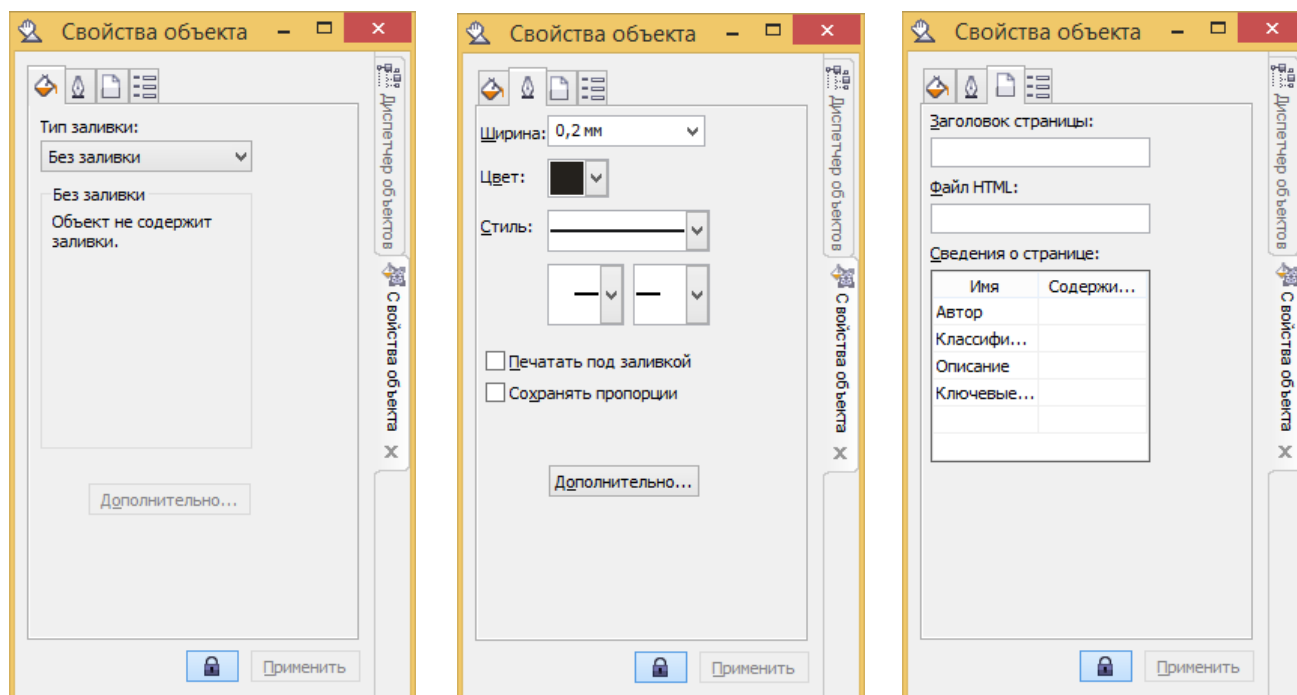 Свойства объекта
Тип заливки:
Без заливки
Без заливки
Объект не содержит
заливки.
Дополнительно...
Применить
Диспетчер объектов
Свойства объекта
Свойства объекта
Ширина: 0,2 мм
Цвет:
Стиль:
Печатать под заливкой
Сохранять пропорции
Дополнительно...
Применить
Диспетчер объектов
Свойства объекта
Свойства объекта
Заголовок страницы:
Файл HTML:
Сведения о странице:
Имя Содержи...
Автор
Классифи...
Описание
Ключевые...
Применить
Диспетчер объектов
Свойства объекта